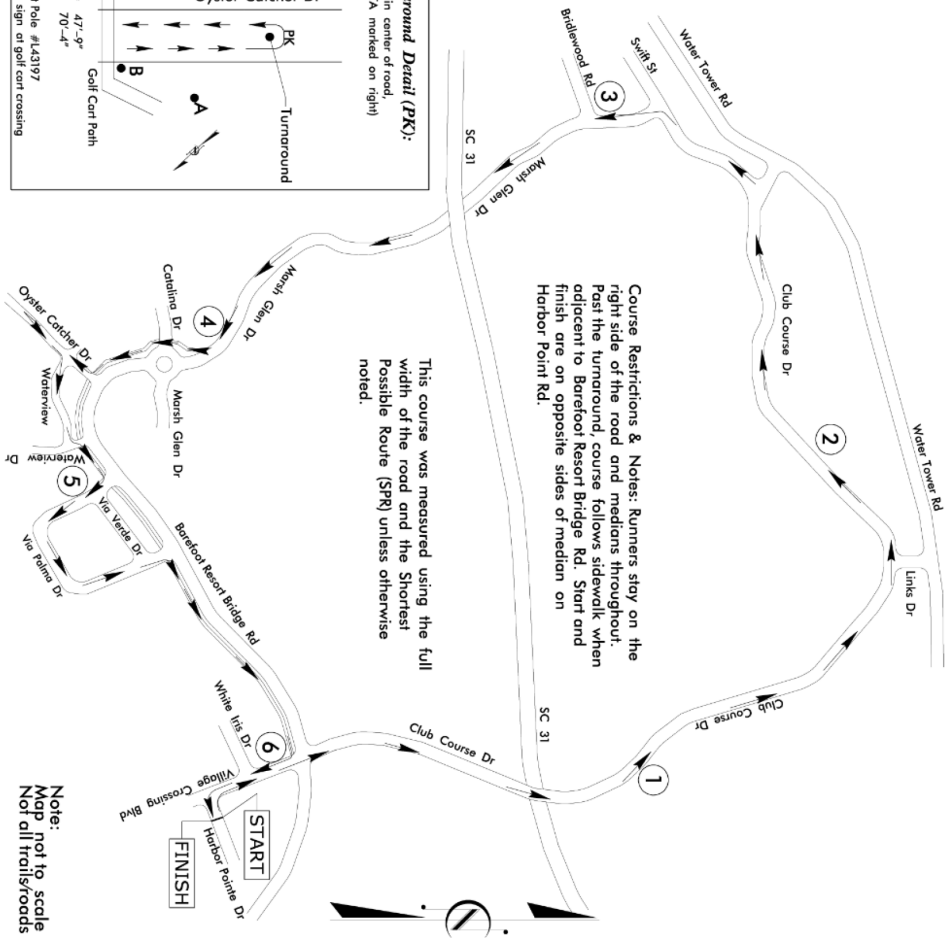 Oyster Catcher Dr
round Detail (PK):
in center of road,
TA marked on right)
PK
Turnaround
47'-9"
70'-4"
B
A
Golf Cart Path
t Pole #L43197
sign at golf cart crossing
Water Tower Rd
Swift St
Bridlewood Rd
3
Marsh Glen Dr
SC 31
Club Course Dr
2
Water Tower Rd
Links Dr
Course Restrictions & Notes: Runners stay on the
right side of the road and medians throughout.
Past the turnaround, course follows sidewalk when
adjacent to Barefoot Resort Bridge Rd. Start and
finish are on opposite sides of median on
Harbor Point Rd.
This course was measured using the full
width of the road and the Shortest
Possible Route (SPR) unless otherwise
noted.
Marsh Glen Dr
Catalina Dr
4
Marsh Glen Dr
Oyster Catcher Dr
Waterview
Waterview Dr
5
Via Verde Dr
Via Palma Dr
Barefoot Resort Bridge Rd
White Iris Dr
6
Village Crossing Blvd
Club Course Dr
SC 31
1
Club Course Dr
START
FINISH
Harbor Pointe Dr
Note:
Map not to scale
Not all trails/roads